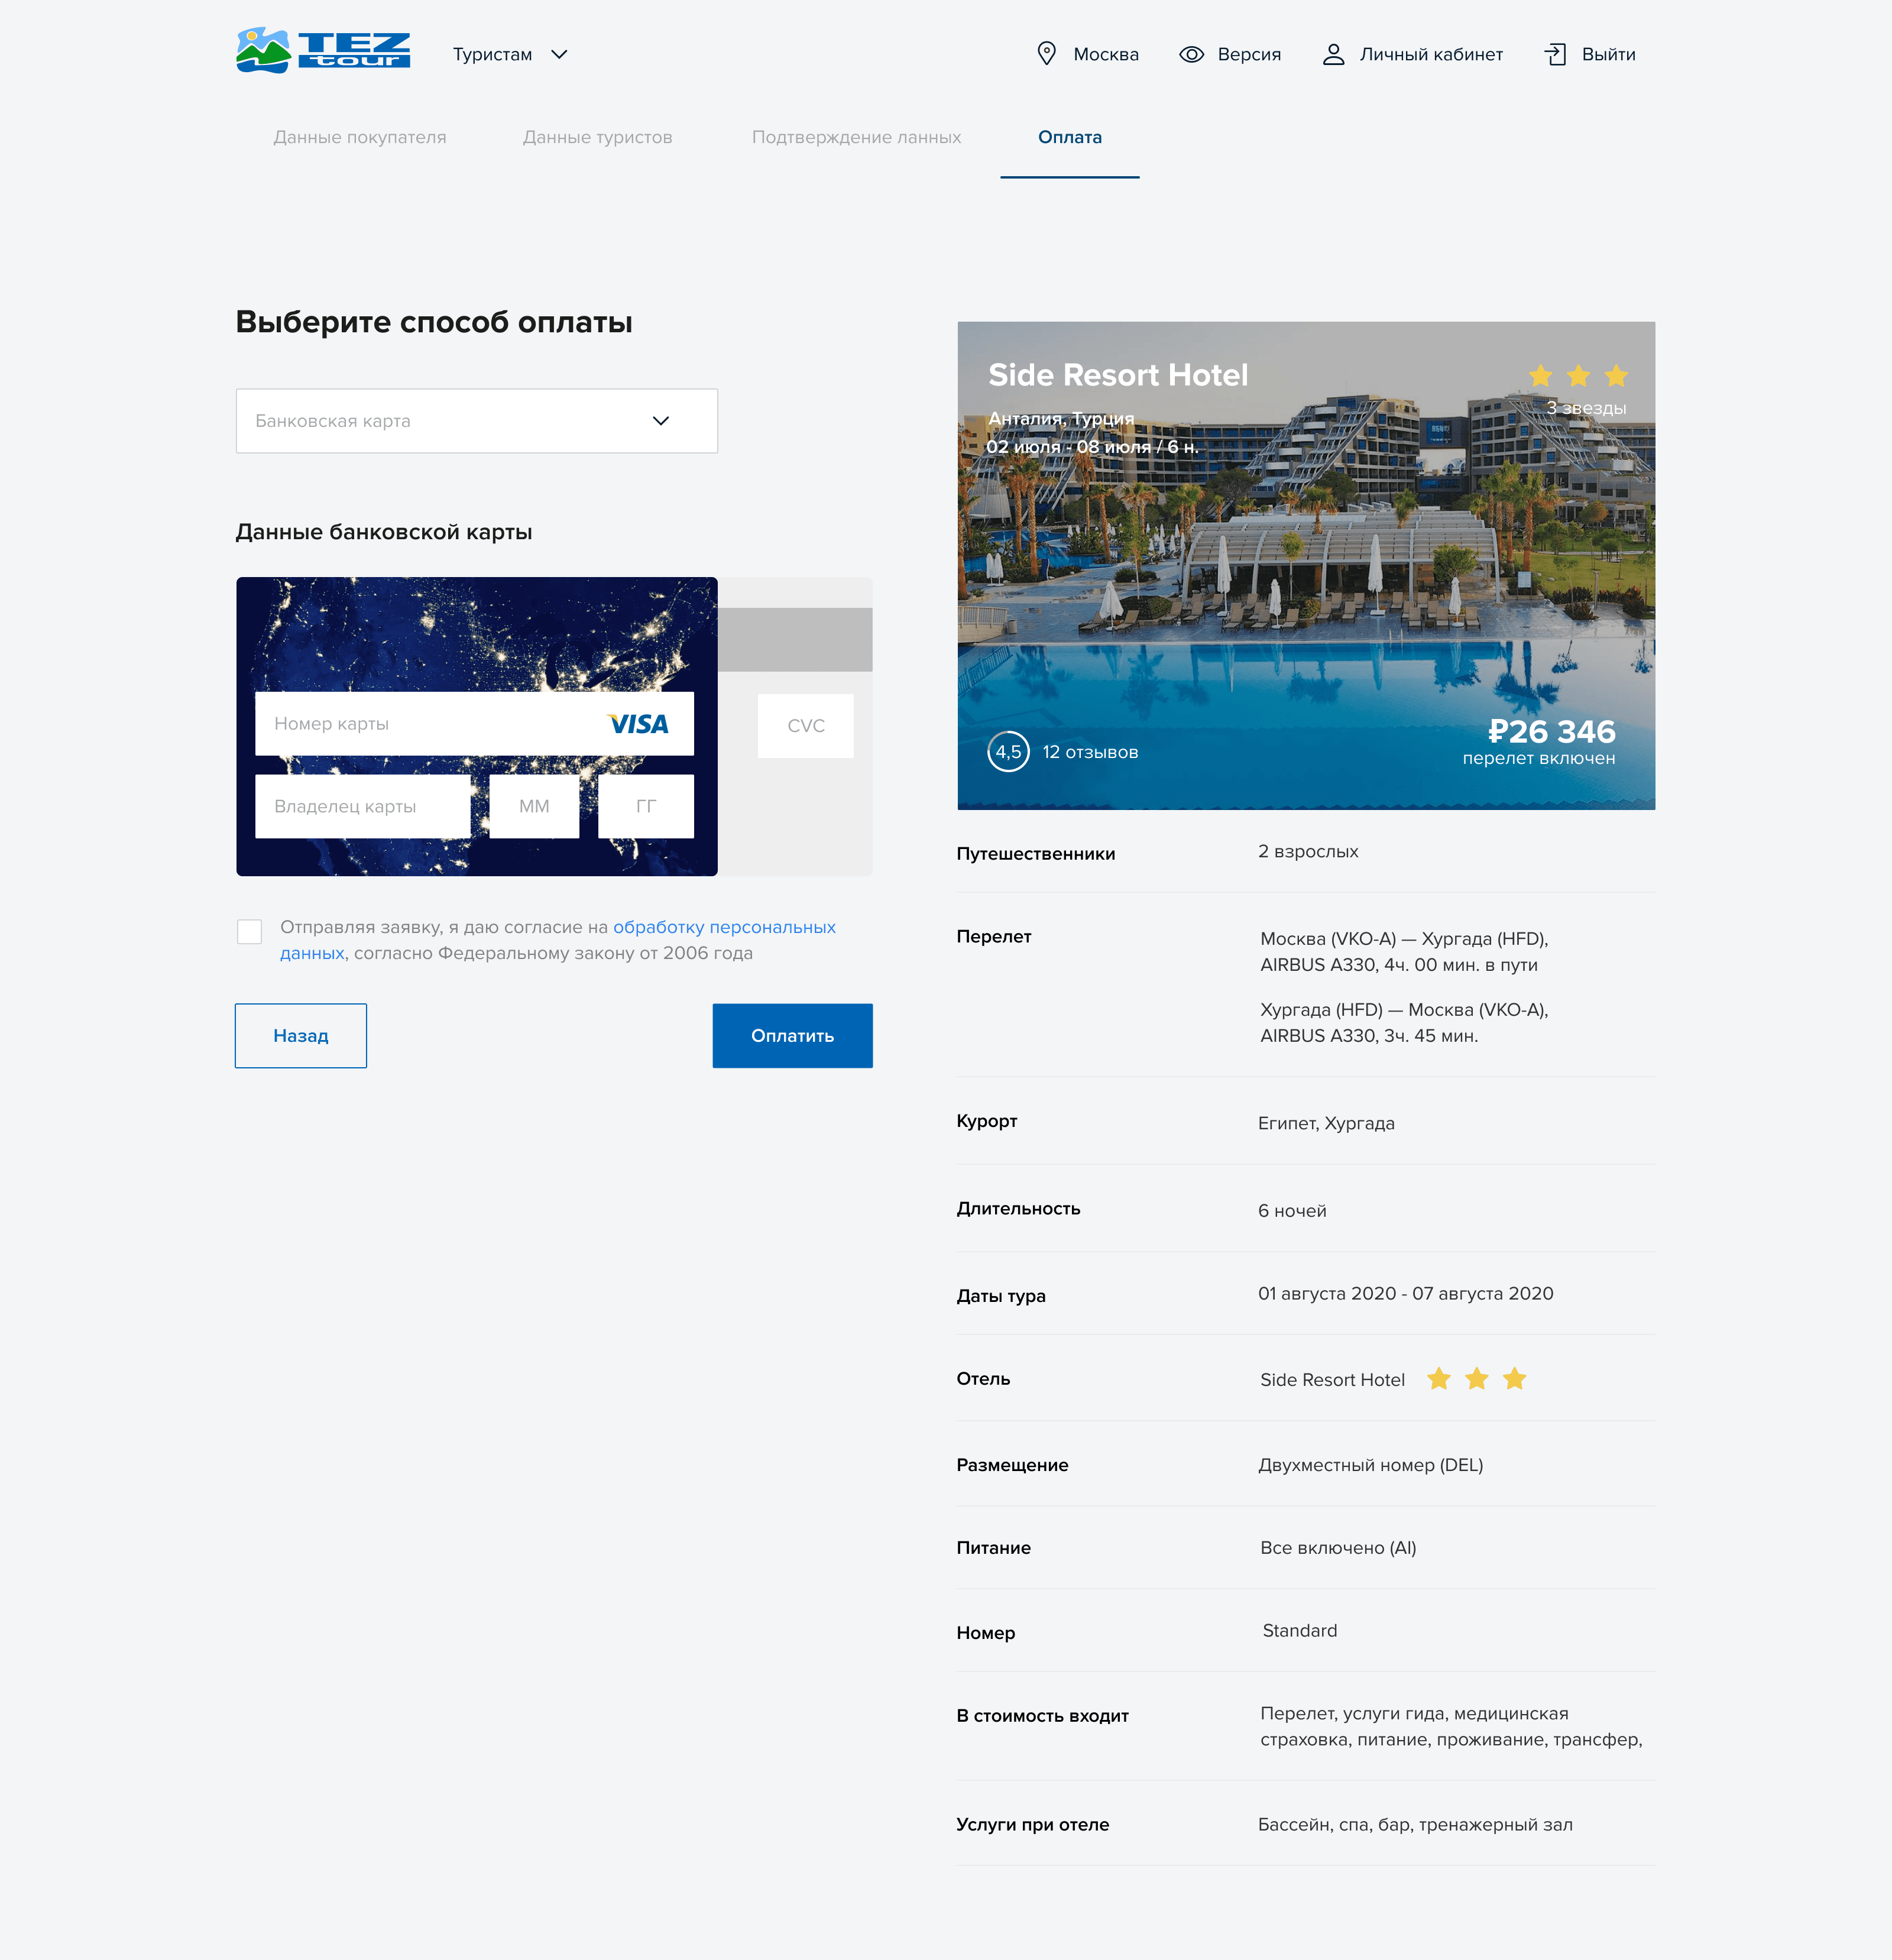 TEZ
tour
Туристам
Москва
Версия
Личный кабинет
Выйти
Данные покупателя
Данные туристов
Подтверждение ланных
Оплата
Выберите способ оплаты
Банковская карта
Данные банковской карты
Номер карты
VISA
CVC
Владелец карты
ММ
ГГ
Отправляя заявку, я даю согласие на обработку персональных
данных, согласно Федеральному закону от 2006 года
Назад
Оплатить
Side Resort Hotel
3 звезды
Анталия, Турция
02 июля - 08 июля / 6 н.
4,5
12 отзывов
₽26 346
перелет включен
Путешественники
2 взрослых
Перелет
Москва (VKO-A) — Хургада (HFD),
AIRBUS A330, 4ч. 00 мин. в пути
Хургада (HFD) — Москва (VKO-A),
AIRBUS A330, 3ч. 45 мин.
Курорт
Египет, Хургада
Длительность
6 ночей
Даты тура
01 августа 2020 - 07 августа 2020
Отель
Side Resort Hotel
Размещение
Двухместный номер (DEL)
Питание
Все включено (AI)
Номер
Standard
В стоимость входит
Перелет, услуги гида, медицинская
страховка, питание, проживание, трансфер,
Услуги при отеле
Бассейн, спа, бар, тренажерный зал